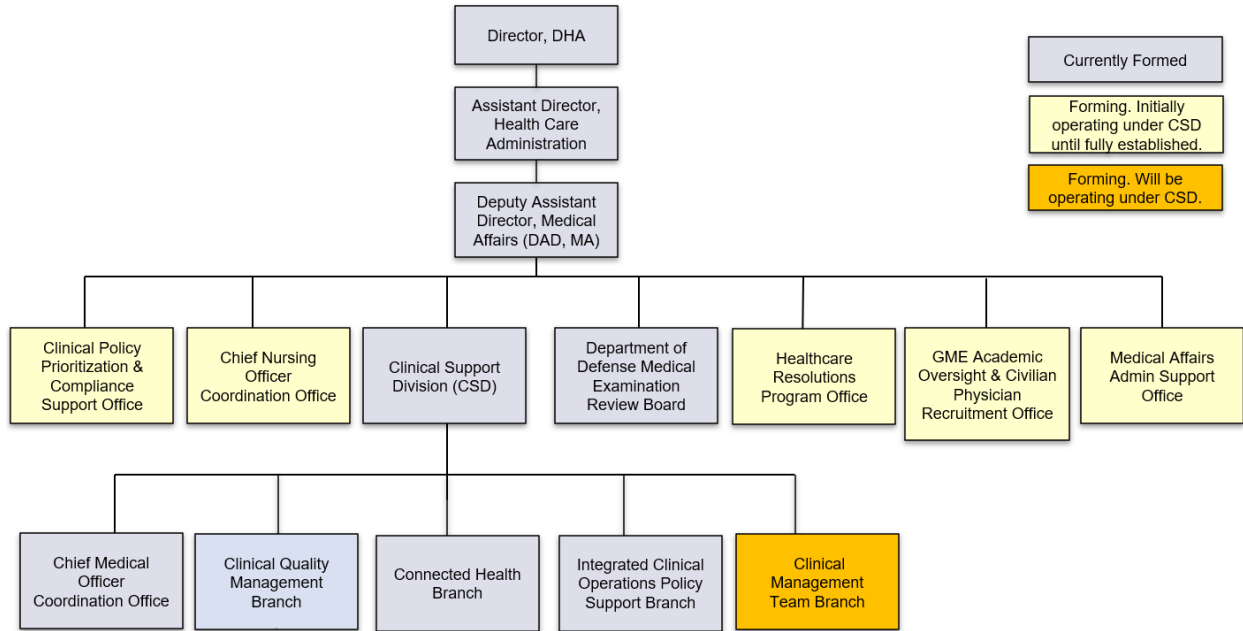 Director, DHA
Currently Formed
Assistant Director,
Health Care
Administration
Forming. Initially
operating under CSD
until fully established.
Forming. Will be
operating under CSD.
Deputy Assistant
Director, Medical
Affairs (DAD, MA)
Clinical Policy
Prioritization &
Compliance
Support Office
Chief Nursing
Officer
Coordination Office
Clinical Support
Division (CSD)
Department of
Defense Medical
Examination
Review Board
Healthcare
Resolutions
Program Office
GME Academic
Oversight & Civilian
Physician
Recruitment Office
Medical Affairs
Admin Support
Office
Chief Medical
Officer
Coordination Office
Clinical Quality
Management
Branch
Connected Health
Branch
Integrated Clinical
Operations Policy
Support Branch
Clinical
Management
Team Branch